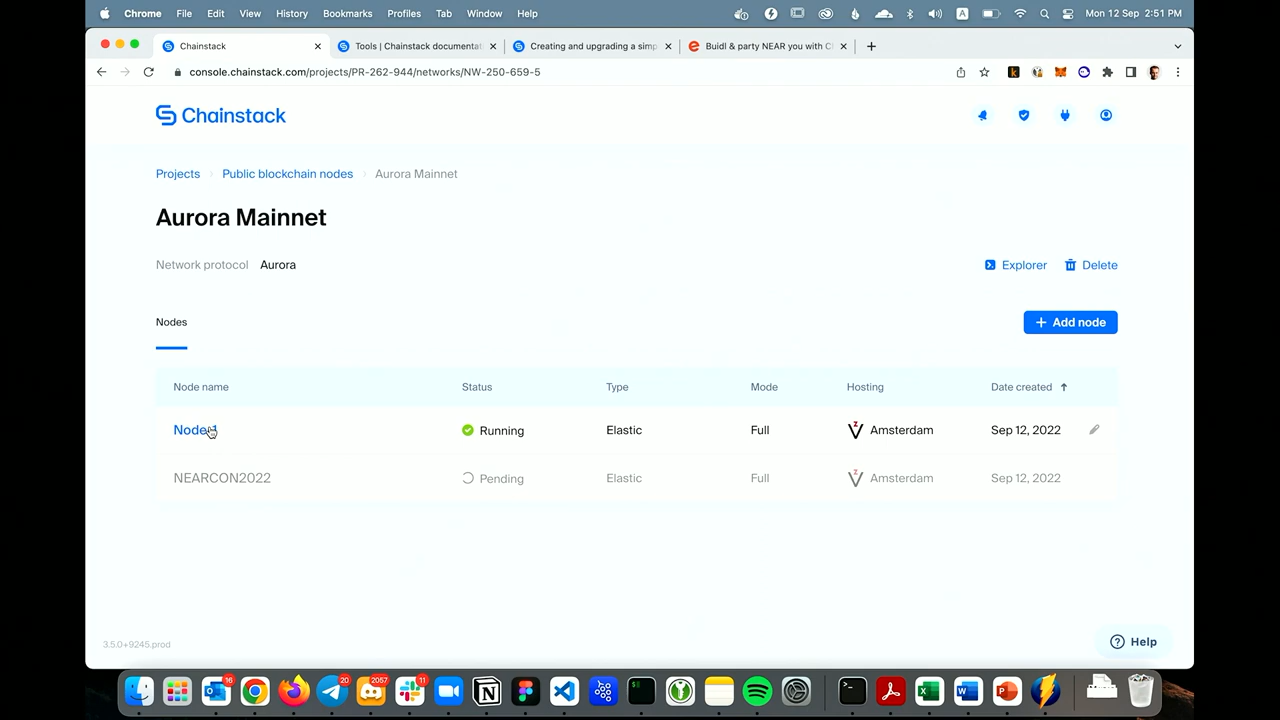 Chrome File Edit View History Bookmarks Profiles Tab Window Help A Mon 12 Sep 2:51 PM
Chainstack Tools | Chainstack documenta Creating and upgrading a simp Buidl & party NEAR you with C
console.chainstack.com/projects/PR-262-944/networks/NW-250-659-5
Chainstack
Projects Public blockchain nodes Aurora Mainnet
Aurora Mainnet
Network protocol Aurora Explorer Delete
Nodes + Add node
Node name Status Type Mode Hosting Date created
Node 1 Running Elastic Full Amsterdam Sep 12, 2022
NEARCON2022 Pending Elastic Full Amsterdam Sep 12, 2022
3.5.0+9245.prod
Help
16 20 2067 11